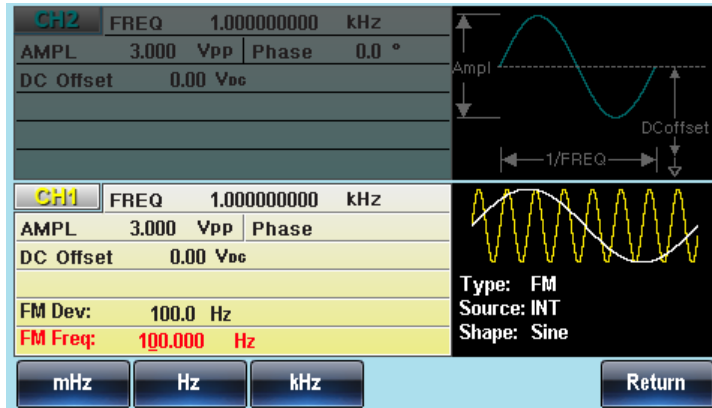 CH2 FREQ 1.000000000 kHz
AMPL 3.000 Vpp Phase 0.0 °
DC Offset 0.00 VDC
Ampl
DCoffset
1/FREQ
CH1 FREQ 1.000000000 kHz
AMPL 3.000 Vpp Phase
DC Offset 0.00 VDC
FM Dev: 100.0 Hz
FM Freq: 100.000 Hz
Type: FM
Source: INT
Shape: Sine
mHz Hz kHz Return